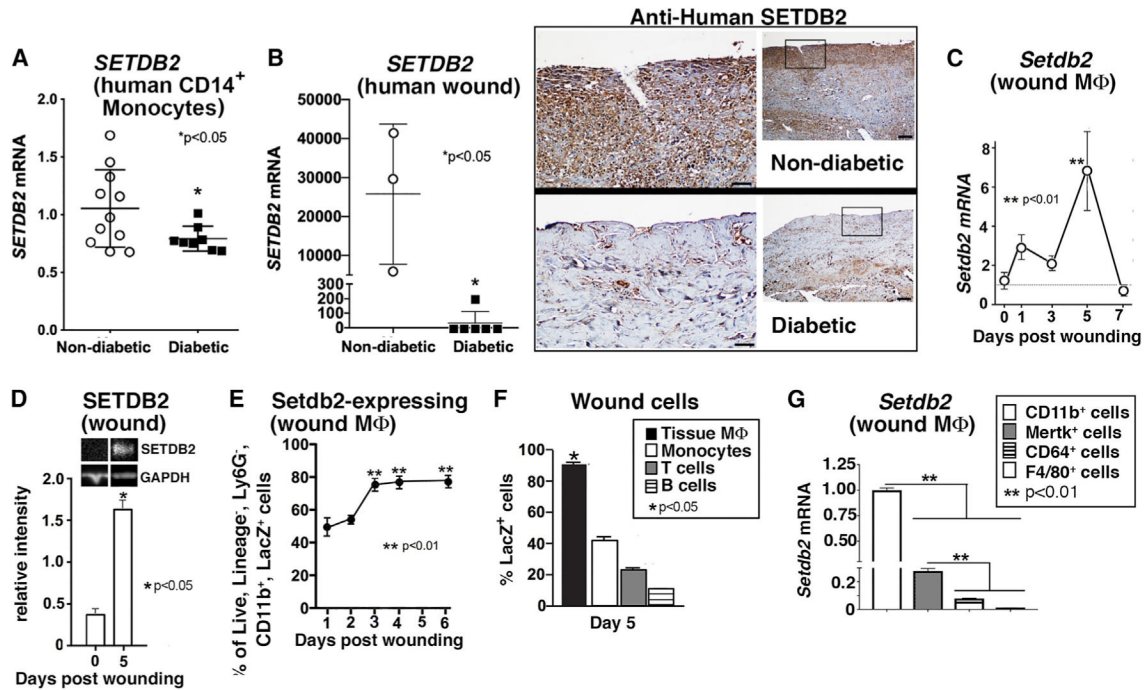 A
SETDB2
(human CD14+
Monocytes)
SETDB2 mRNA
2.0
1.5
1.0
0.5
0.0
*p<0.05
*
Non-diabetic
Diabetic
B
SETDB2
(human wound)
SETDB2 mRNA
50000
40000
30000
20000
10000
300
200
100
0
*p<0.05
*
Non-diabetic
Diabetic
Anti-Human SETDB2
Non-diabetic
Diabetic
C
Setdb2
(wound MΦ)
Setdb2 mRNA
8
6
4
2
0
**
** p<0.01
0 1 3 5 7
Days post wounding
D
SETDB2
(wound)
SETDB2
GAPDH
relative intensity
2.0
1.5
1.0
0.5
0
*
* p<0.05
0 5
Days post wounding
E
Setdb2-expressing
(wound MΦ)
% of Live, Lineage-, Ly6G-,
CD11b+, LacZ+ cells
100
80
60
40
20
0
** ** **
** p<0.01
1 2 3 4 5 6
Days post wounding
F
Wound cells
% LacZ+ cells
100
80
60
40
20
0
*
Tissue MΦ
Monocytes
T cells
B cells
* p<0.05
Day 5
G
Setdb2
(wound MΦ)
Setdb2 mRNA
1.25
1.00
0.75
0.50
0.2
0
**
**
CD11b+ cells
Mertk+ cells
CD64+ cells
F4/80+ cells
** p<0.01